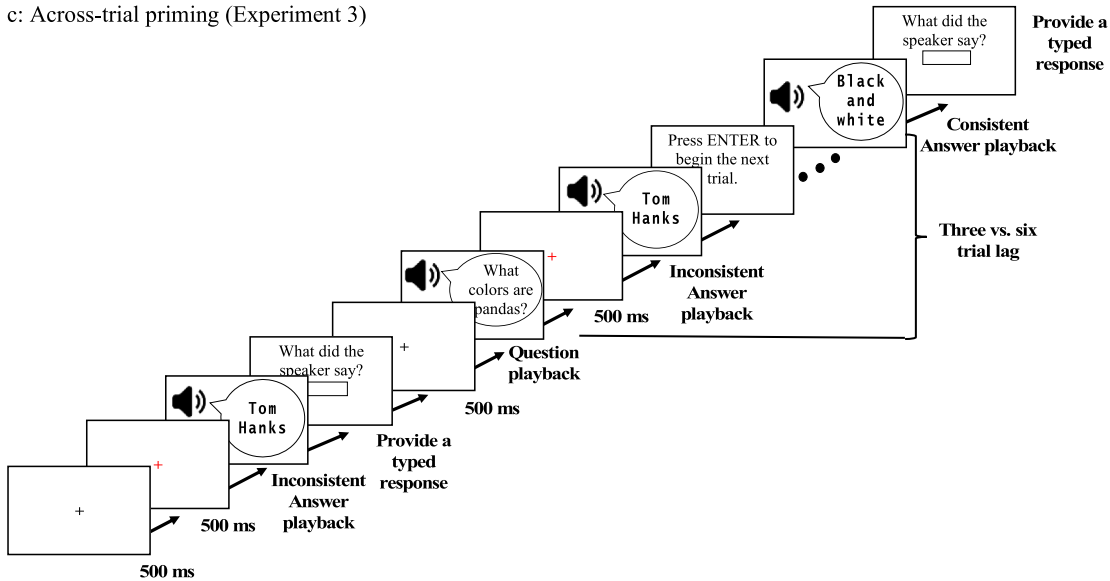 c: Across-trial priming (Experiment 3)
+
500 ms
+
500 ms
Tom
Hanks
Inconsistent
Answer
playback
What did the
speaker say?
Provide a
typed
response
+
500 ms
What
colors are
pandas?
Question
playback
+
500 ms
Tom
Hanks
Inconsistent
Answer
playback
Press ENTER to
begin the next
trial.
Three vs. six
trial lag
Black
and
white
Consistent
Answer playback
What did the
speaker say?
Provide a
typed
response